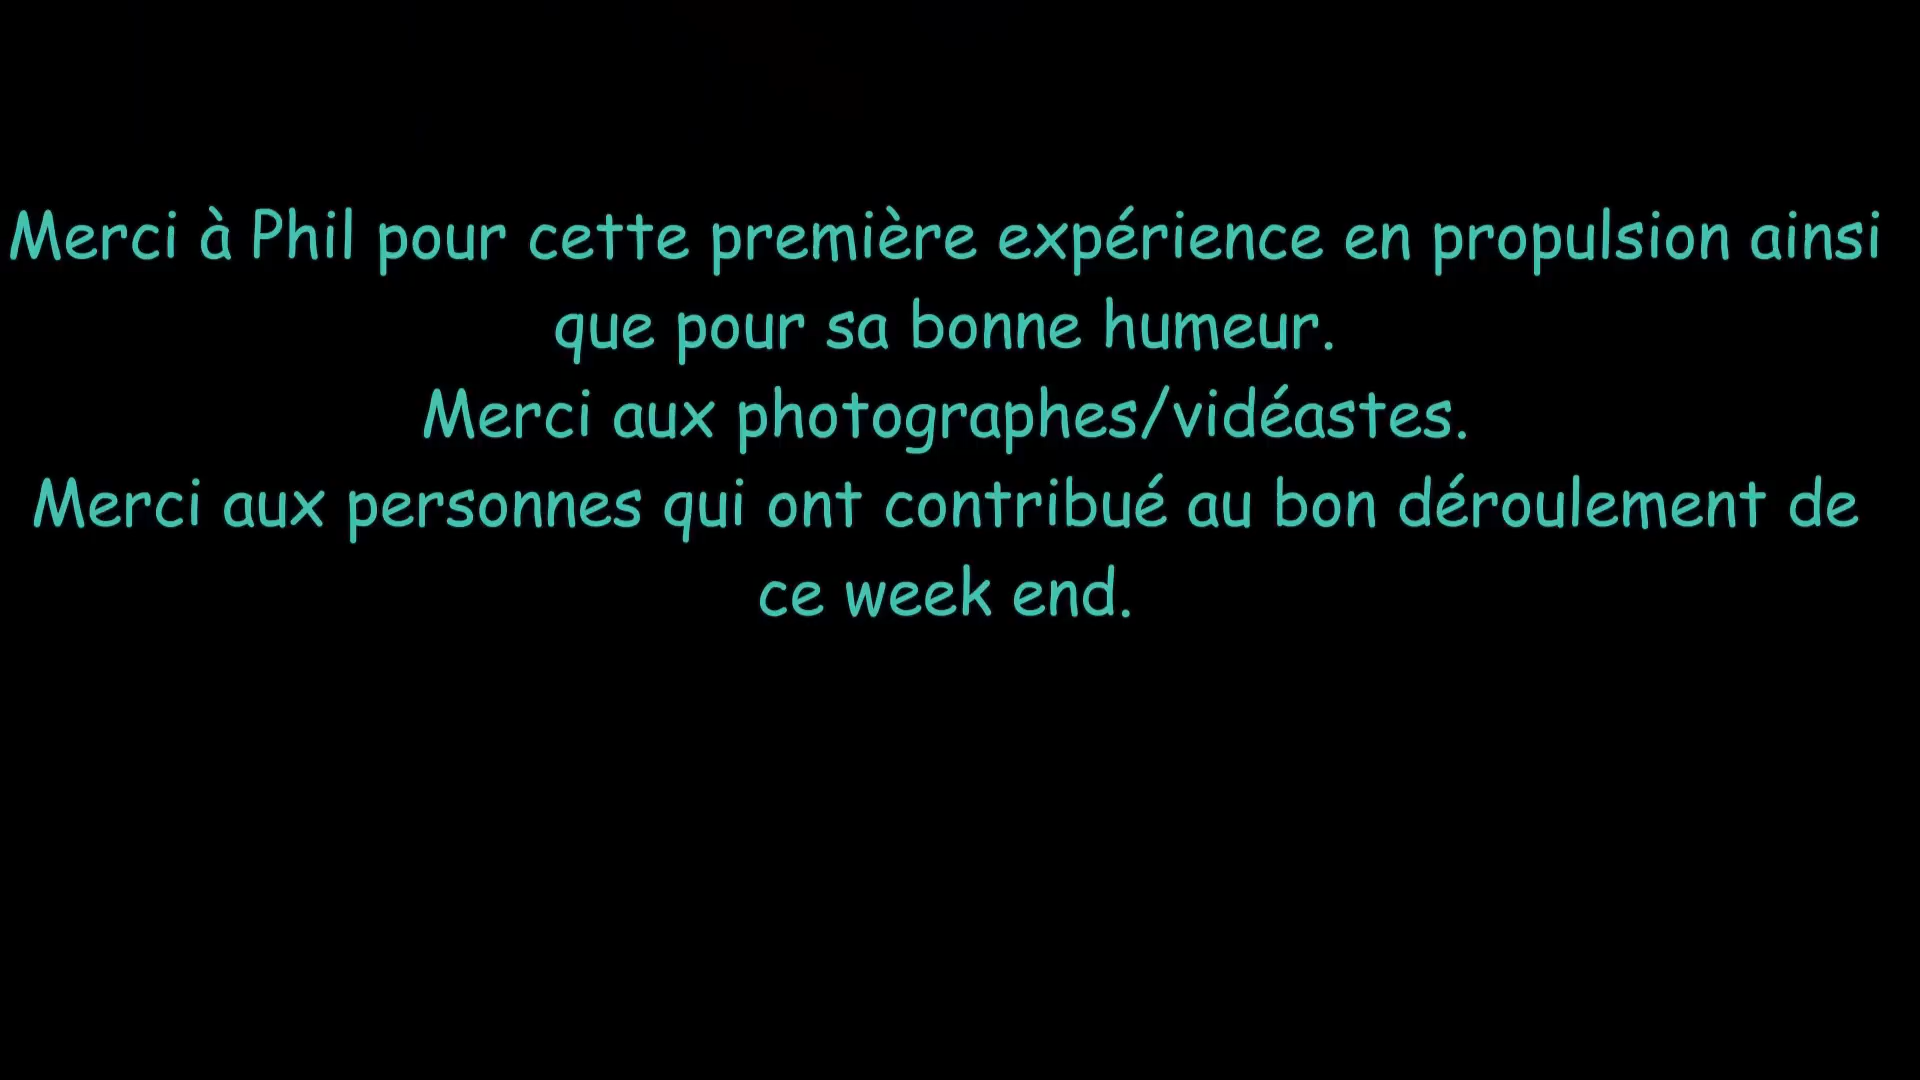 Merci à Phil pour cette première expérience en propulsion ainsi
que pour sa bonne humeur.
Merci aux photographes/vidéastes.
Merci aux personnes qui ont contribué au bon déroulement de
ce week end.